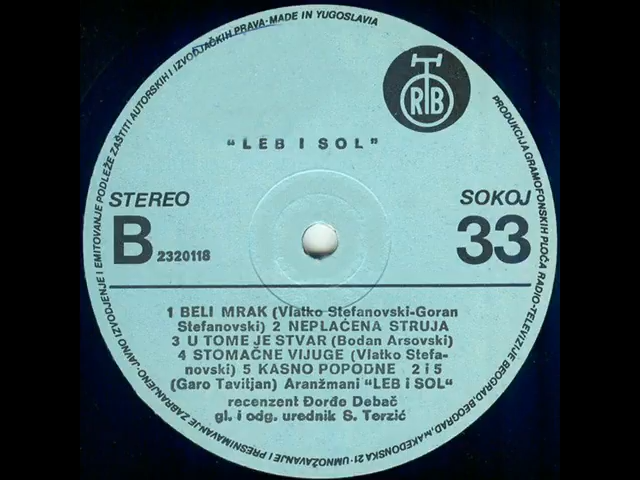 JAVNO IZVODJENJE I EMITOVANJE PODLEŽE ZAŠTITI AUTORSKIH I IZVODJAČKIH PRAVA·MADE IN YUGOSLAVIA
RTB
PRODUKCIJA GRAMOFONSKIH PLOČA RADIO-TELEVIZIJE BEOGRAD, BEOGRAD, MAKEDONSKA 21·UMNOŽAVANJE I PRESNIMAVANJE ZABRANJENO·
"LEB I SOL"
STEREO
SOKOJ
B 2320118
33
1 BELI MRAK (Vlatko Stefanovski-Goran
Stefanovski) 2 NEPLAĆENA STRUJA
3 U TOME JE STVAR (Bodan Arsovski)
4 STOMAČNE VIJUGE (Vlatko Stefa-
novski) 5 KASNO POPODNE 2 i 5
(Garo Tavitjan) Aranžmani "LEB I SOL"
recenzent Đorđe Debač
gl. i odg. urednik S. Terzić